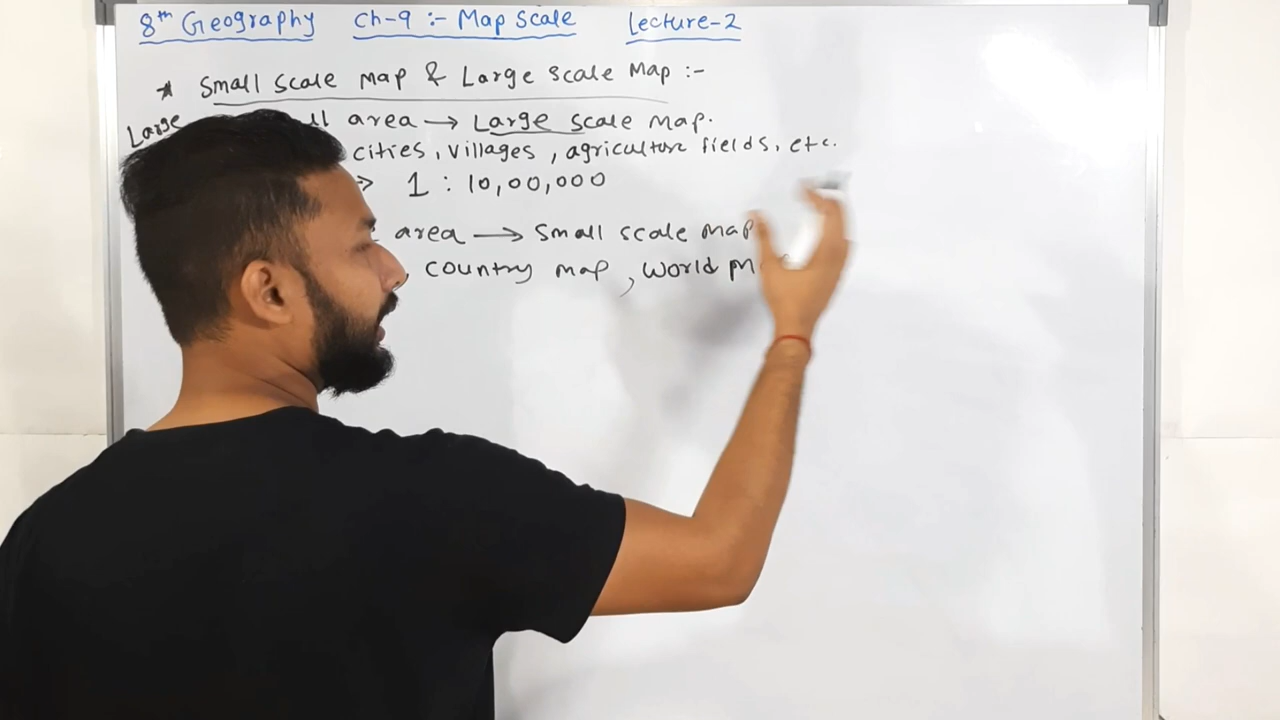 8th Geography Ch-9 :- Map Scale Lecture-2
* Small Scale Map & Large Scale Map :-
Large area → Large scale Map.
cities, villages, agriculture fields, etc.
→ 1 : 10,00,000
area → Small scale Map
, country map, world